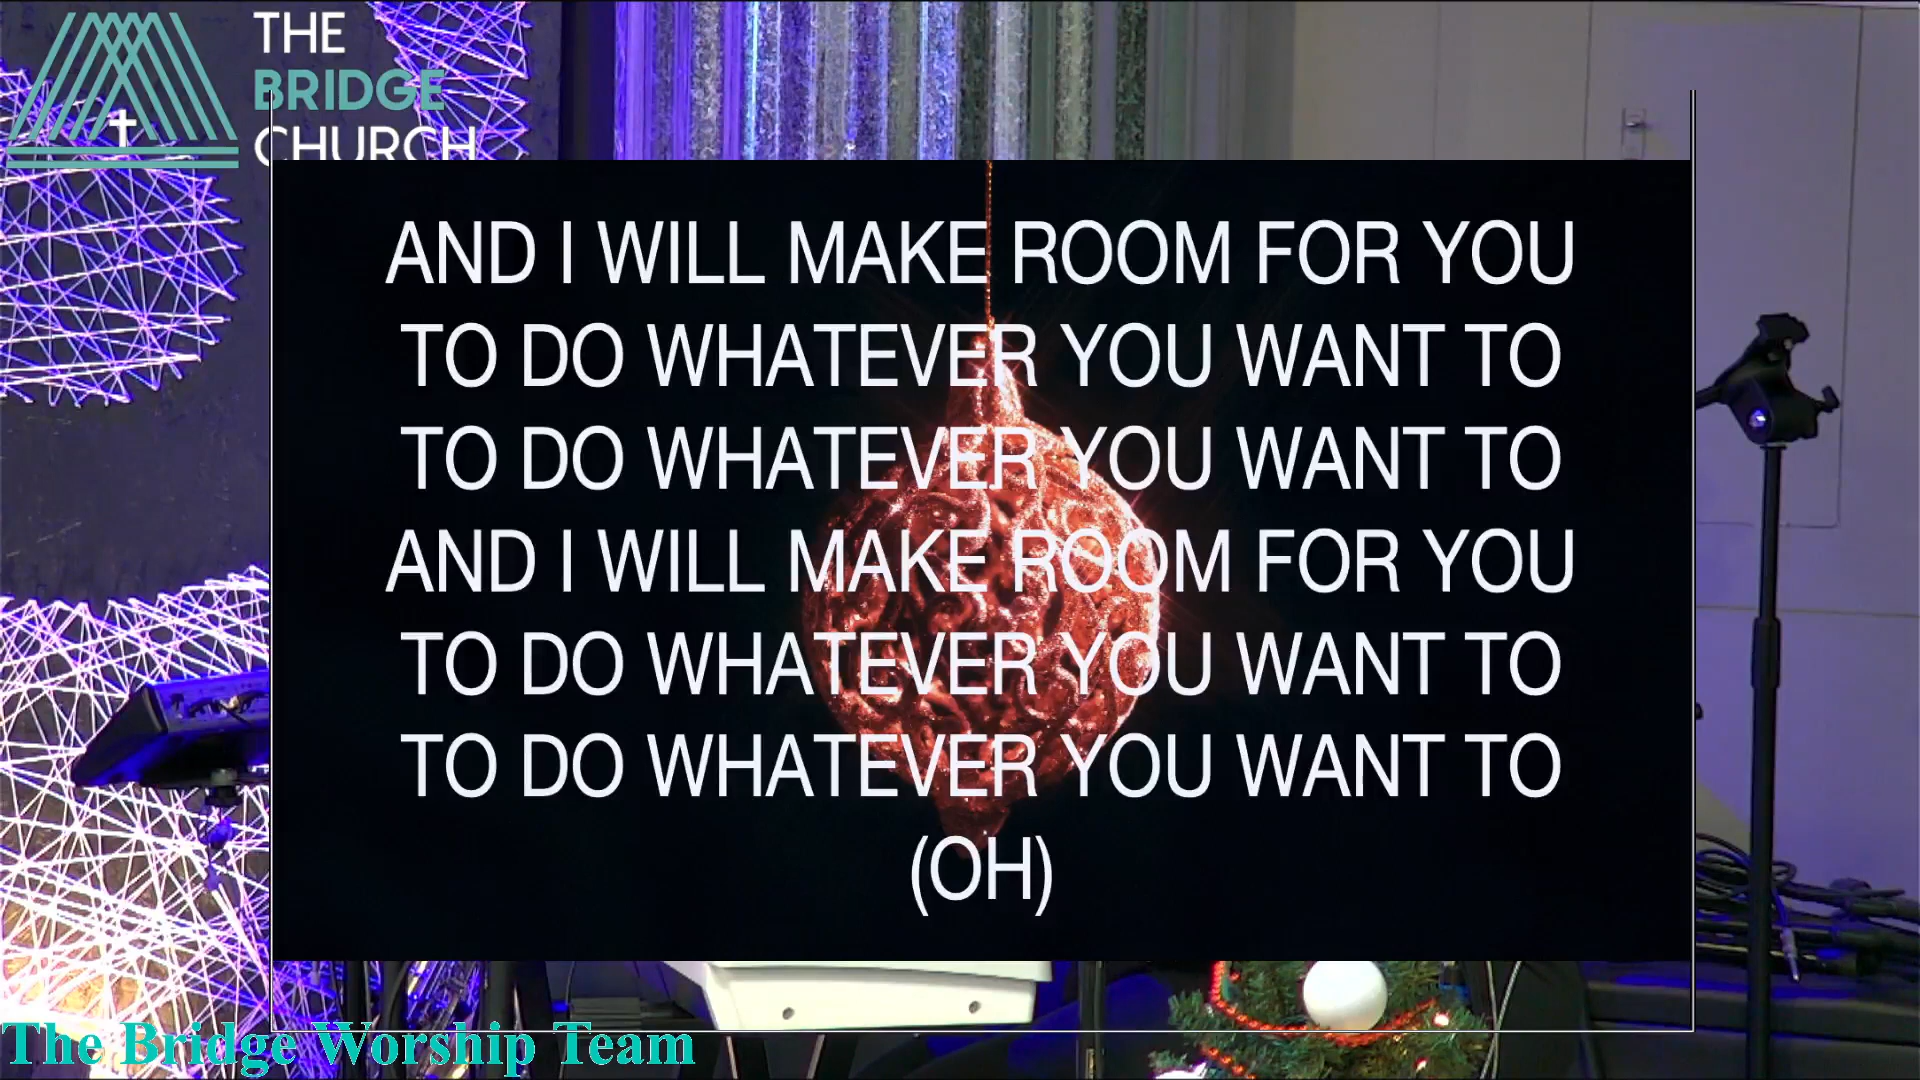 THE
BRIDGE
CHURCH
AND I WILL MAKE ROOM FOR YOU
TO DO WHATEVER YOU WANT TO
TO DO WHATEVER YOU WANT TO
AND I WILL MAKE ROOM FOR YOU
TO DO WHATEVER YOU WANT TO
TO DO WHATEVER YOU WANT TO
(OH)
The Bridge Worship Team